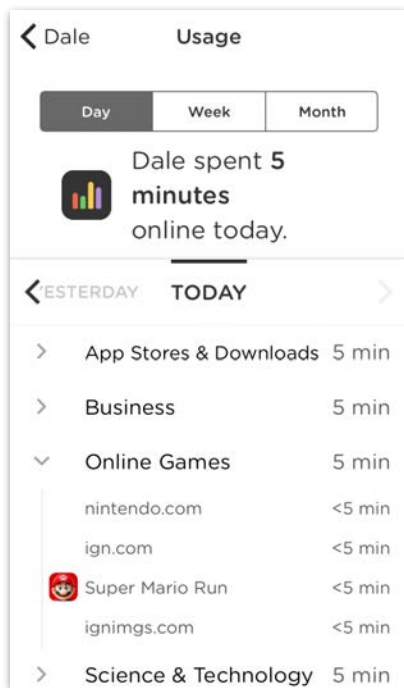 Dale Usage
Day Week Month
Dale spent 5
minutes
online today.
YESTERDAY TODAY
App Stores & Downloads 5 min
Business 5 min
Online Games 5 min
nintendo.com <5 min
ign.com <5 min
Super Mario Run <5 min
ignimgs.com <5 min
Science & Technology 5 min